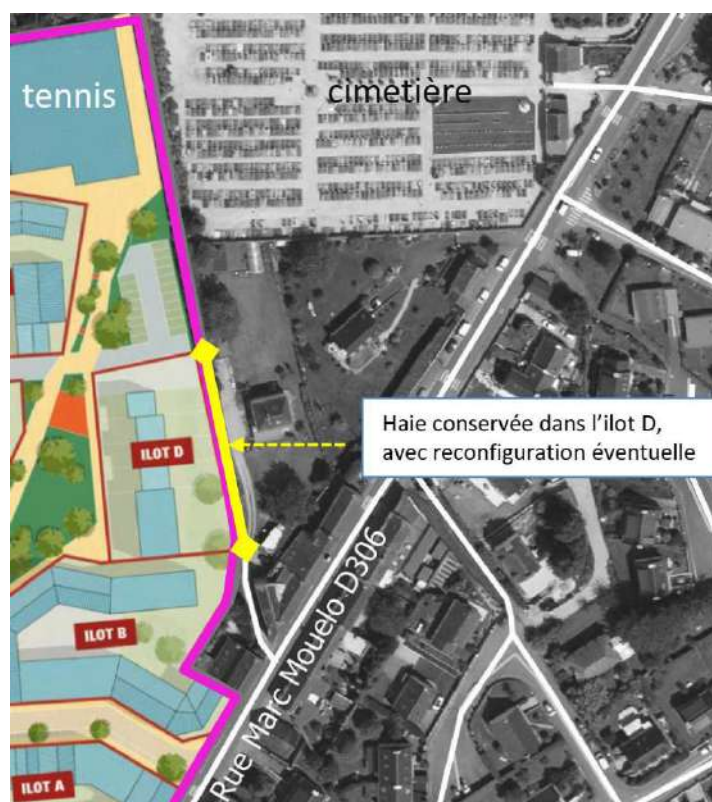 tennis
cimetière
Haie conservée dans l'ilot D,
avec reconfiguration éventuelle
ILOT D
ILOT B
Rue Marc Mouelo D306
ILOT A